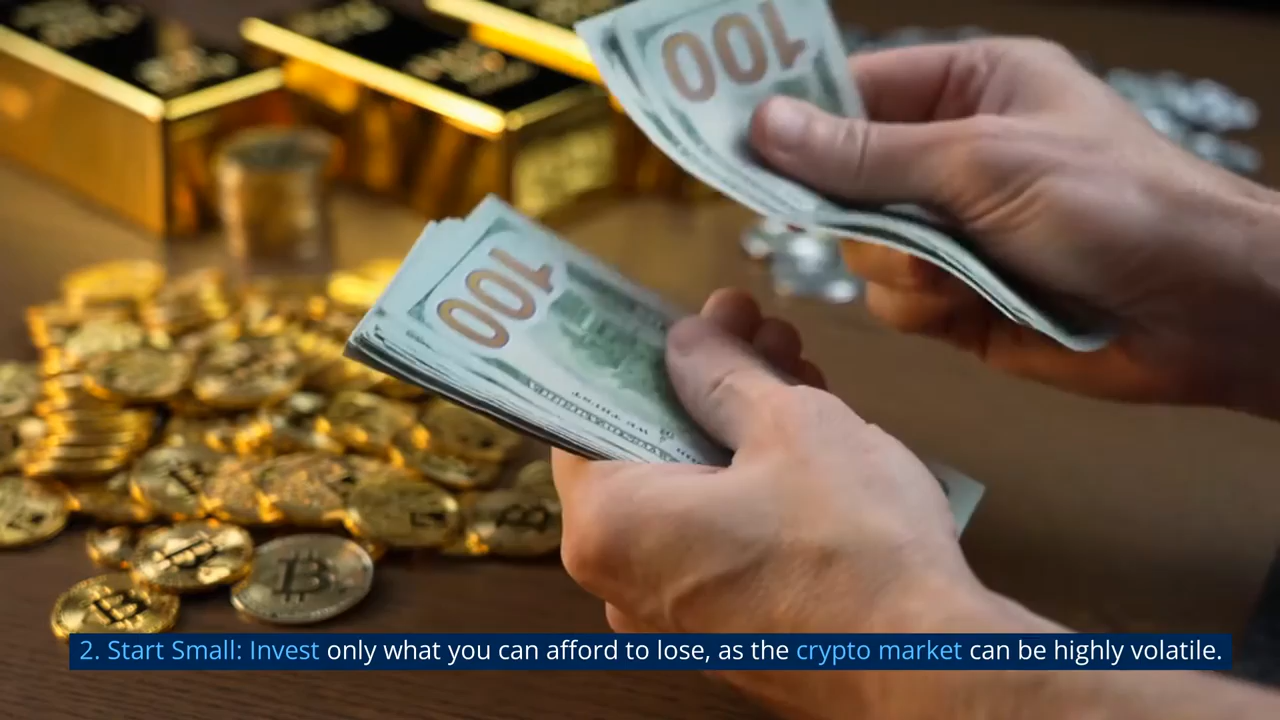 100
100
2. Start Small: Invest only what you can afford to lose, as the crypto market can be highly volatile.